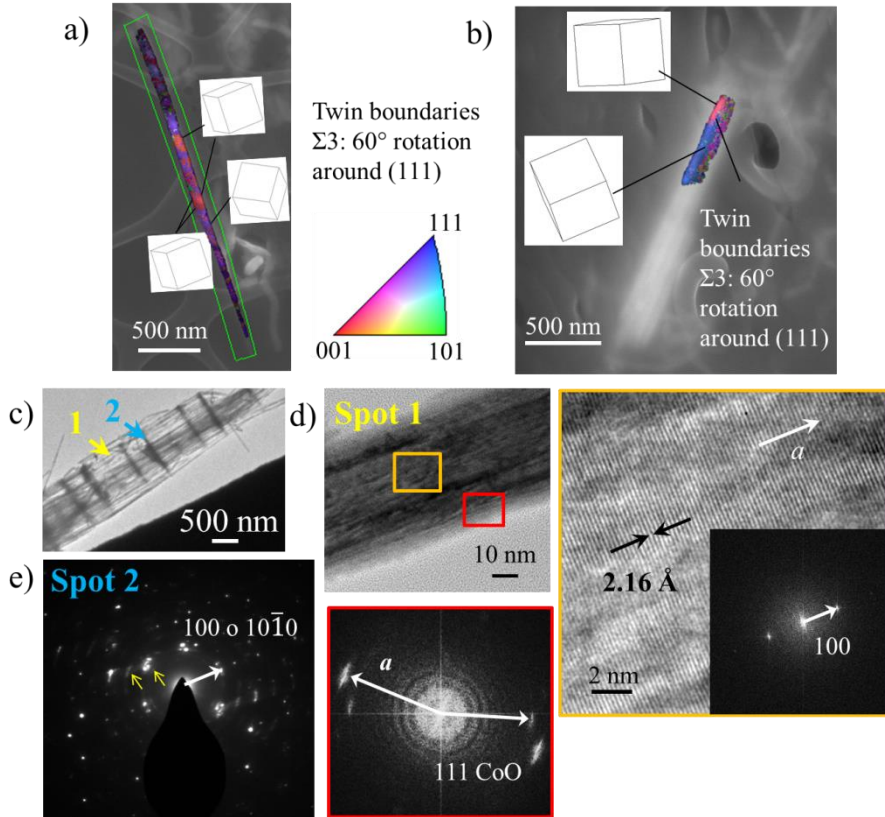 a)
b)
Twin boundaries
Σ3: 60° rotation
around (111)
111
001
101
500 nm
Twin
boundaries
Σ3: 60°
rotation
around (111)
500 nm
c)
1
2
500 nm
d)
Spot 1
10 nm
a
2.16 Å
2 nm
100
e)
Spot 2
100 o 101̄0
a
111 CoO